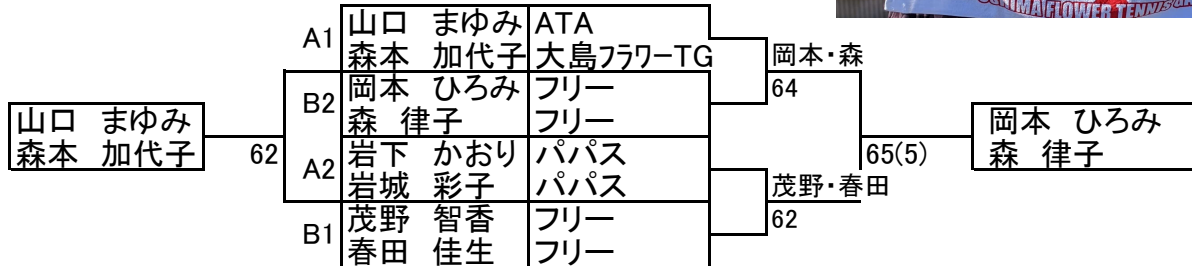 OSHIMA FLOWER TENNIS
A1 山口 まゆみ ATA
森本 加代子 大島フラワーTG
岡本・森
64
B2 岡本 ひろみ フリー
森 律子 フリー
山口 まゆみ
森本 加代子
62
岡本 ひろみ
森 律子
65(5)
A2 岩下 かおり パパス
岩城 彩子 パパス
茂野・春田
62
B1 茂野 智香 フリー
春田 佳生 フリー